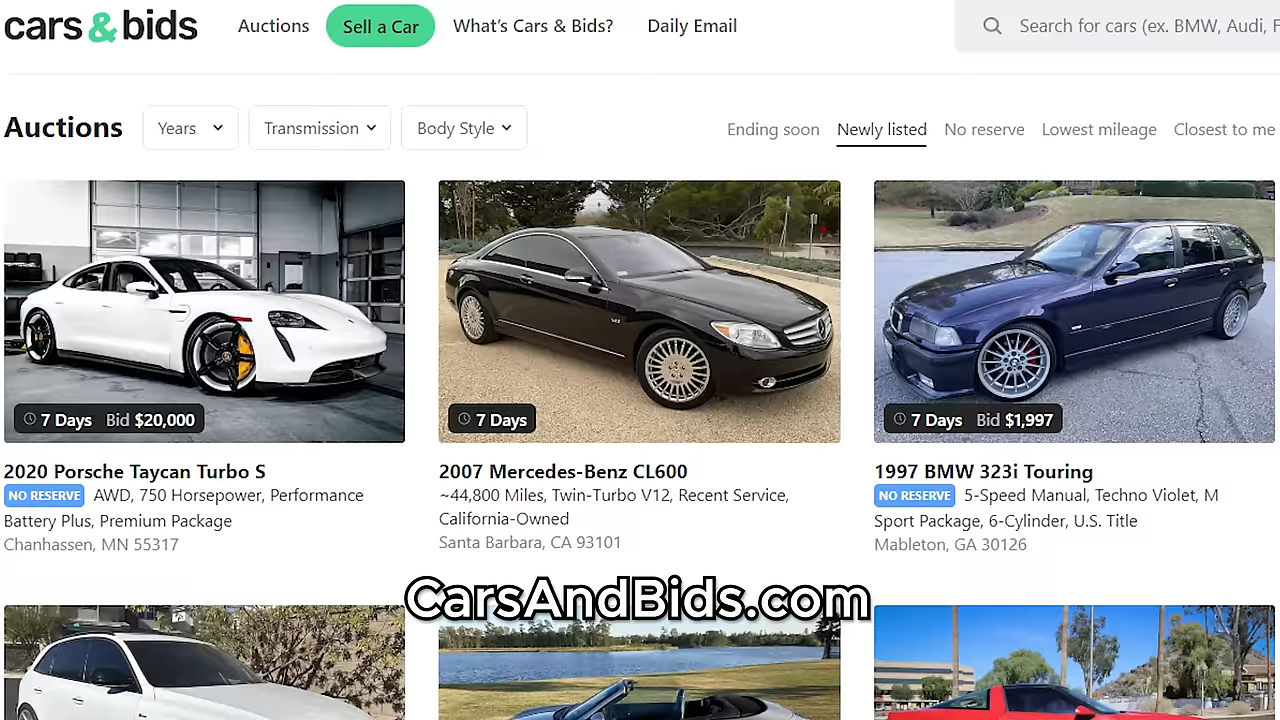 cars & bids
Auctions
Sell a Car
What's Cars & Bids?
Daily Email
Search for cars (ex. BMW, Audi, F
Auctions
Years
Transmission
Body Style
Ending soon
Newly listed
No reserve
Lowest mileage
Closest to me
7 Days Bid $20,000
7 Days
7 Days Bid $1,997
2020 Porsche Taycan Turbo S
NO RESERVE AWD, 750 Horsepower, Performance
Battery Plus, Premium Package
Chanhassen, MN 55317
2007 Mercedes-Benz CL600
~44,800 Miles, Twin-Turbo V12, Recent Service,
California-Owned
Santa Barbara, CA 93101
1997 BMW 323i Touring
NO RESERVE 5-Speed Manual, Techno Violet, M
Sport Package, 6-Cylinder, U.S. Title
Mableton, GA 30126
CarsAndBids.com